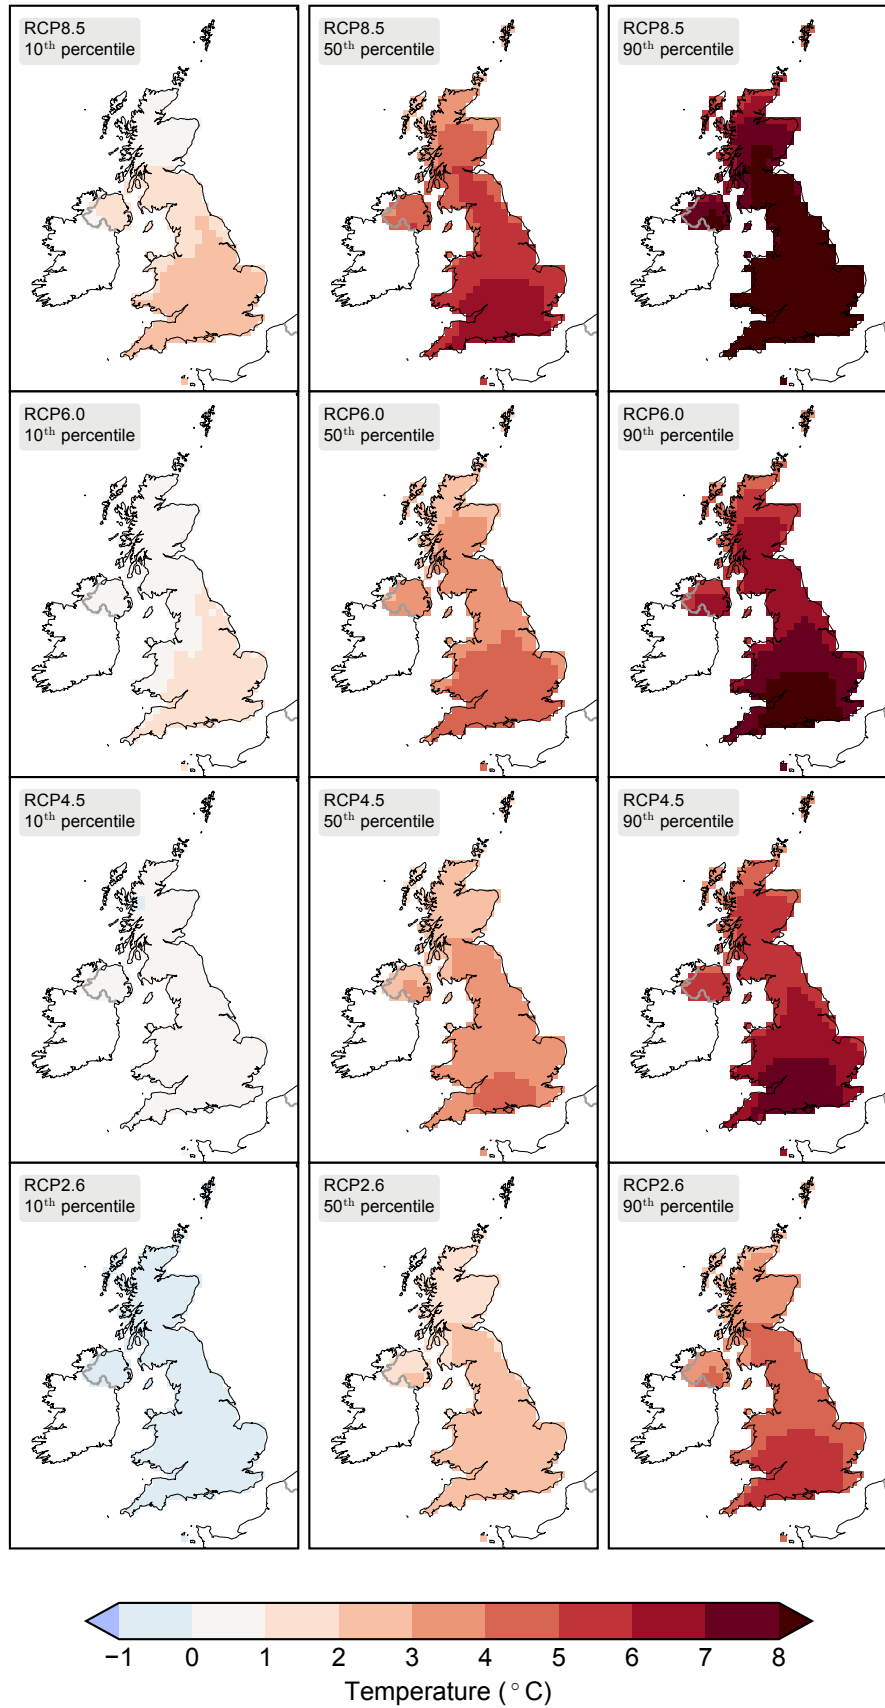 RCP8.5
10th percentile
RCP8.5
50th percentile
RCP8.5
90th percentile
RCP6.0
10th percentile
RCP6.0
50th percentile
RCP6.0
90th percentile
RCP4.5
10th percentile
RCP4.5
50th percentile
RCP4.5
90th percentile
RCP2.6
10th percentile
RCP2.6
50th percentile
RCP2.6
90th percentile
−1 0 1 2 3 4 5 6 7 8
Temperature (°C)